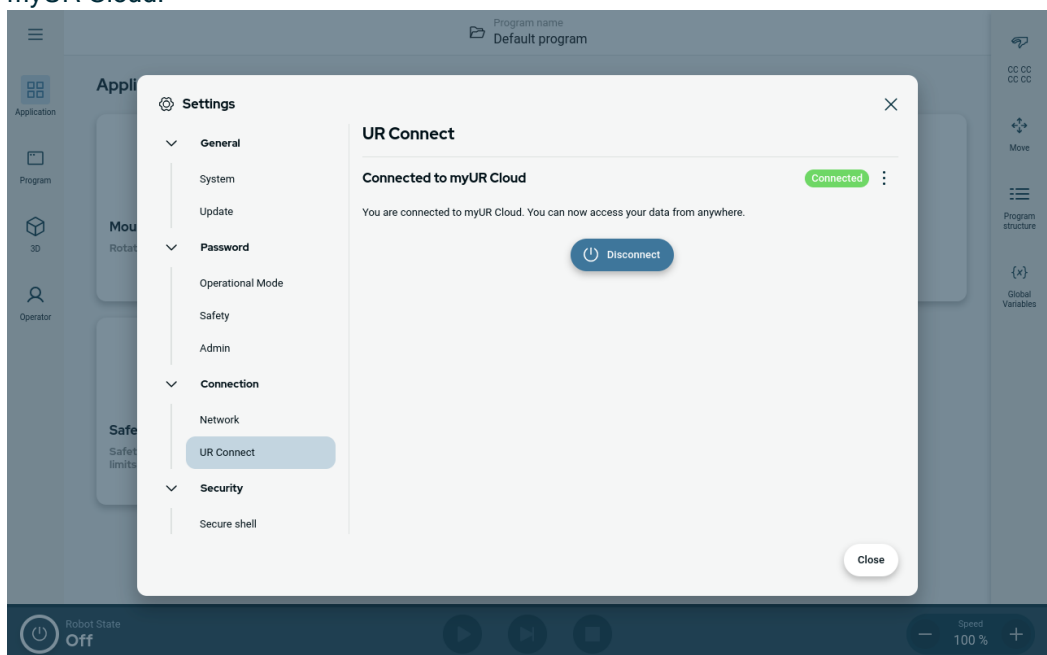 myUR Cloud.
Program name
Default program
Application
Program
3D
Operator
Appli
Mou
Rotat
Safe
Safet
limits
Settings
General
System
Update
Password
Operational Mode
Safety
Admin
Connection
Network
UR Connect
Security
Secure shell
UR Connect
Connected to myUR Cloud
Connected
You are connected to myUR Cloud. You can now access your data from anywhere.
Disconnect
Close
CC CC
CC CC
Move
Program
structure
{x}
Global
Variables
Robot State
Off
Speed
100 %